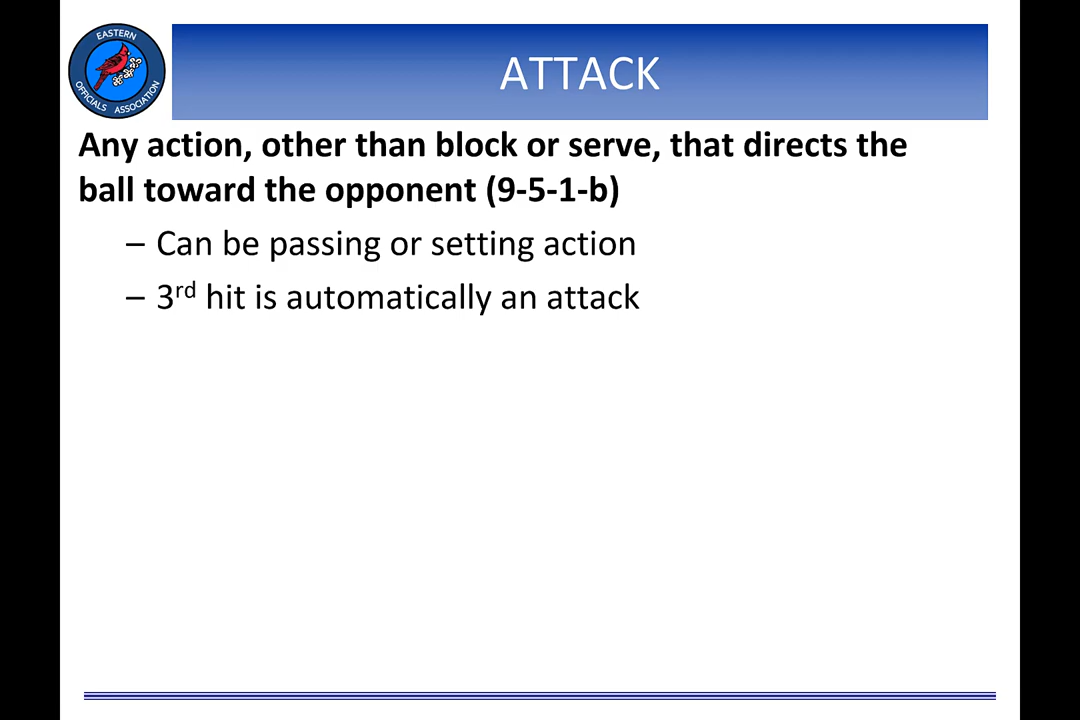 EASTERN
OFFICIALS ASSOCIATION
ATTACK
Any action, other than block or serve, that directs the
ball toward the opponent (9-5-1-b)
– Can be passing or setting action
– 3rd hit is automatically an attack